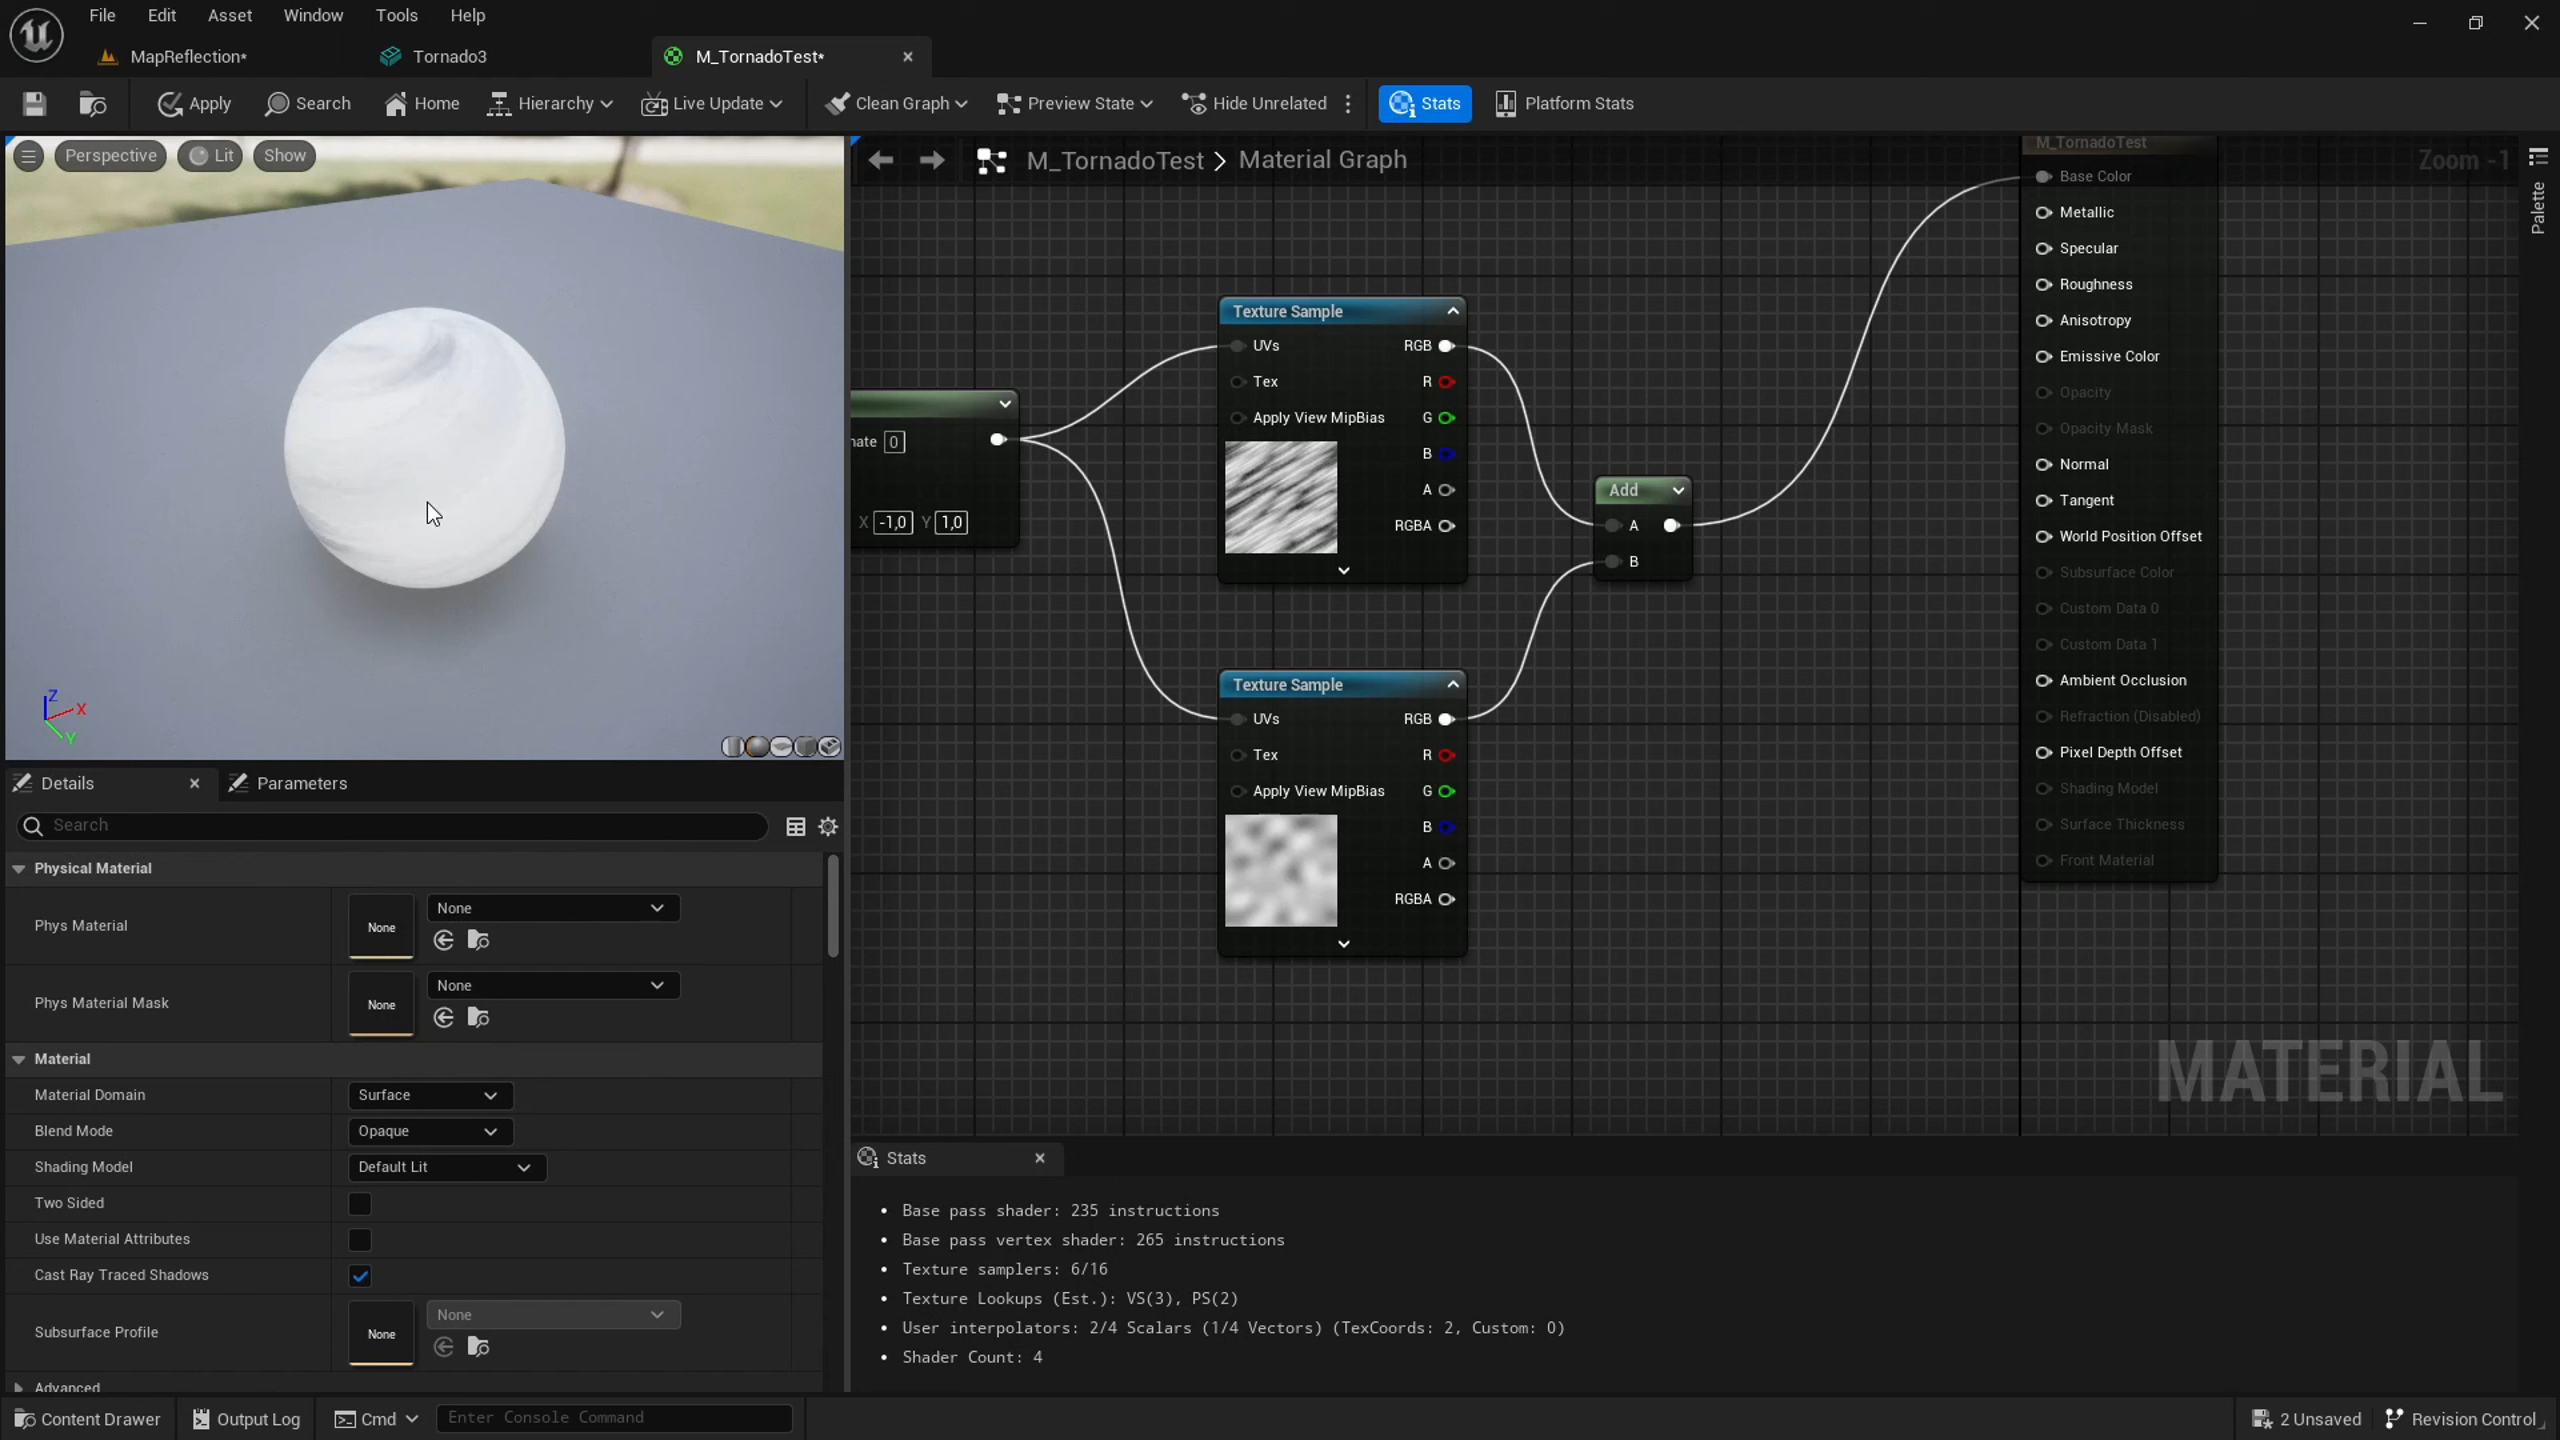 File Edit Asset Window Tools Help
MapReflection* Tornado3 M_TornadoTest*
Apply Search Home Hierarchy Live Update Clean Graph Preview State Hide Unrelated Stats Platform Stats
Perspective Lit Show
M_TornadoTest > Material Graph
Zoom -1
Palette
M_TornadoTest
Base Color
Metallic
Specular
Roughness
Anisotropy
Emissive Color
Opacity
Opacity Mask
Normal
Tangent
World Position Offset
Subsurface Color
Custom Data 0
Custom Data 1
Ambient Occlusion
Refraction (Disabled)
Pixel Depth Offset
Shading Model
Surface Thickness
Front Material
nate 0
X -1,0 Y 1,0
Texture Sample
UVs RGB
Tex R
Apply View MipBias G
B
A
RGBA
Add
A
B
Texture Sample
UVs RGB
Tex R
Apply View MipBias G
B
A
RGBA
MATERIAL
Z
X
Y
Details Parameters
Search
Physical Material
Phys Material None None
Phys Material Mask None None
Material
Material Domain Surface
Blend Mode Opaque
Shading Model Default Lit
Two Sided
Use Material Attributes
Cast Ray Traced Shadows
Subsurface Profile None None
Advanced
Stats
• Base pass shader: 235 instructions
• Base pass vertex shader: 265 instructions
• Texture samplers: 6/16
• Texture Lookups (Est.): VS(3), PS(2)
• User interpolators: 2/4 Scalars (1/4 Vectors) (TexCoords: 2, Custom: 0)
• Shader Count: 4
Content Drawer Output Log Cmd Enter Console Command 2 Unsaved Revision Control